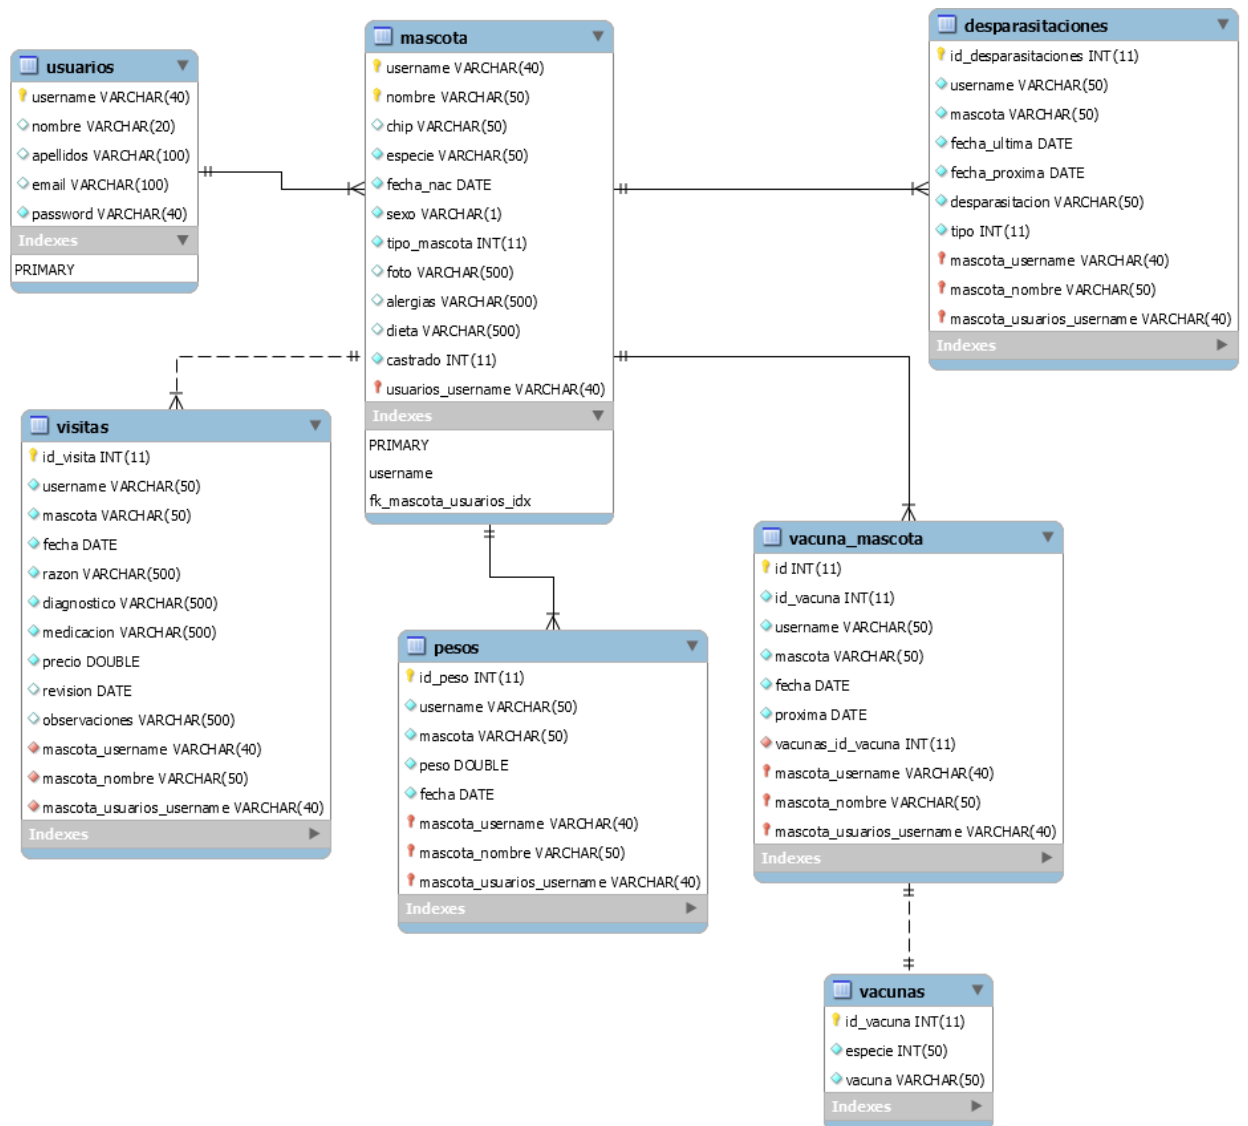 usuarios
username VARCHAR(40)
nombre VARCHAR(20)
apellidos VARCHAR(100)
email VARCHAR(100)
password VARCHAR(40)
Indexes
PRIMARY
mascota
username VARCHAR(40)
nombre VARCHAR(50)
chip VARCHAR(50)
especie VARCHAR(50)
fecha_nac DATE
sexo VARCHAR(1)
tipo_mascota INT(11)
foto VARCHAR(500)
alergias VARCHAR(500)
dieta VARCHAR(500)
castrado INT(11)
usuarios_username VARCHAR(40)
Indexes
PRIMARY
username
fk_mascota_usuarios_idx
desparasitaciones
id_desparasitaciones INT(11)
username VARCHAR(50)
mascota VARCHAR(50)
fecha_ultima DATE
fecha_proxima DATE
desparasitacion VARCHAR(50)
tipo INT(11)
mascota_username VARCHAR(40)
mascota_nombre VARCHAR(50)
mascota_usuarios_username VARCHAR(40)
Indexes
visitas
id_visita INT(11)
username VARCHAR(50)
mascota VARCHAR(50)
fecha DATE
razon VARCHAR(500)
diagnostico VARCHAR(500)
medicacion VARCHAR(500)
precio DOUBLE
revision DATE
observaciones VARCHAR(500)
mascota_username VARCHAR(40)
mascota_nombre VARCHAR(50)
mascota_usuarios_username VARCHAR(40)
Indexes
pesos
id_peso INT(11)
username VARCHAR(50)
mascota VARCHAR(50)
peso DOUBLE
fecha DATE
mascota_username VARCHAR(40)
mascota_nombre VARCHAR(50)
mascota_usuarios_username VARCHAR(40)
Indexes
vacuna_mascota
id INT(11)
id_vacuna INT(11)
username VARCHAR(50)
mascota VARCHAR(50)
fecha DATE
proxima DATE
vacunas_id_vacuna INT(11)
mascota_username VARCHAR(40)
mascota_nombre VARCHAR(50)
mascota_usuarios_username VARCHAR(40)
Indexes
vacunas
id_vacuna INT(11)
especie INT(50)
vacuna VARCHAR(50)
Indexes